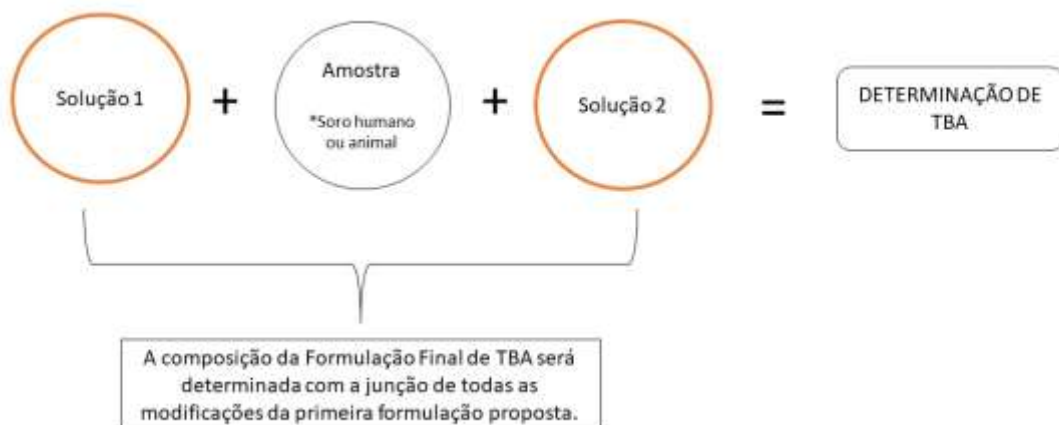 Solução 1
+
Amostra
*Soro humano
ou animal
+
Solução 2
=
DETERMINAÇÃO DE
TBA
A composição da Formulação Final de TBA será
determinada com a junção de todas as
modificações da primeira formulação proposta.